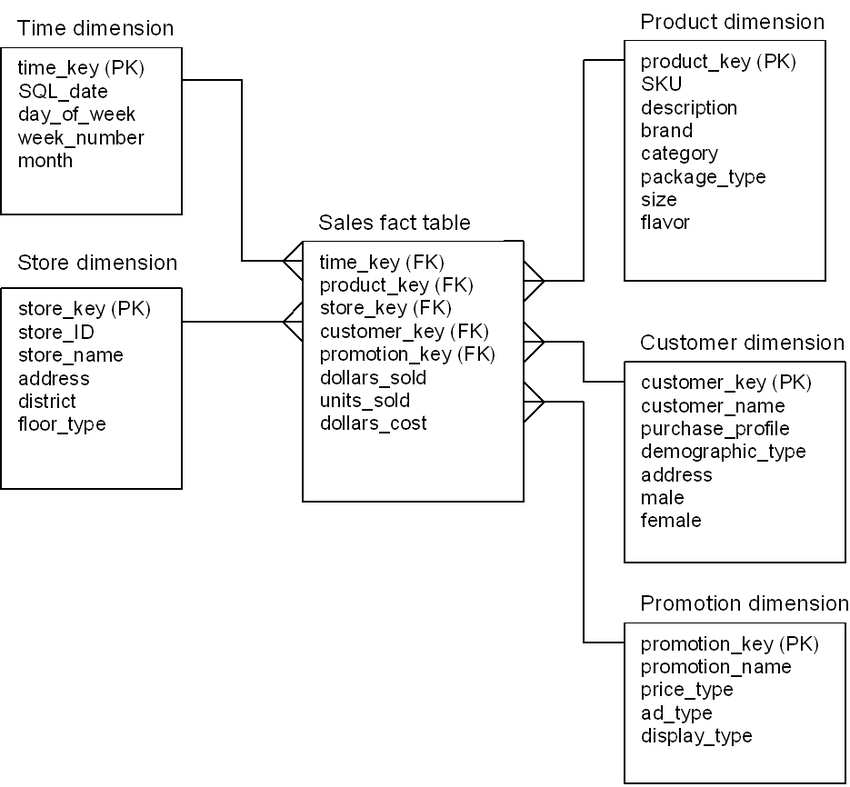 Time dimension
time_key (PK)
SQL_date
day_of_week
week_number
month
Store dimension
store_key (PK)
store_ID
store_name
address
district
floor_type
Sales fact table
time_key (FK)
product_key (FK)
store_key (FK)
customer_key (FK)
promotion_key (FK)
dollars_sold
units_sold
dollars_cost
Product dimension
product_key (PK)
SKU
description
brand
category
package_type
size
flavor
Customer dimension
customer_key (PK)
customer_name
purchase_profile
demographic_type
address
male
female
Promotion dimension
promotion_key (PK)
promotion_name
price_type
ad_type
display_type